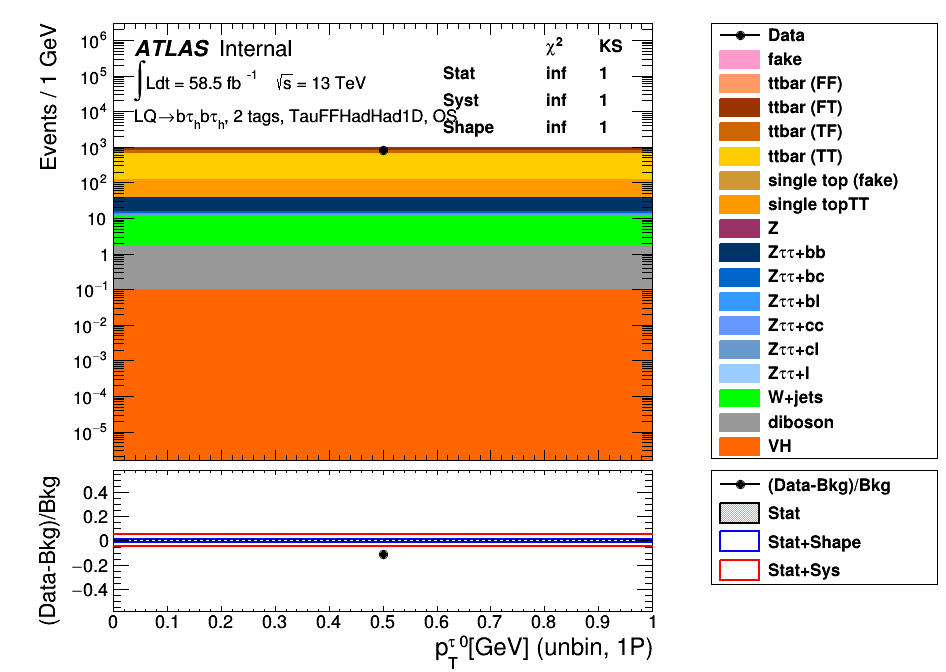 Events / 1 GeV
10⁶
10⁵
10⁴
10³
10²
10
1
10⁻¹
10⁻²
10⁻³
10⁻⁴
10⁻⁵
ATLAS Internal
∫Ldt = 58.5 fb⁻¹ √s = 13 TeV
LQ→bτₕbτₕ, 2 tags, TauFFHadHad1D, OS
χ² KS
Stat inf 1
Syst inf 1
Shape inf 1
Data
fake
ttbar (FF)
ttbar (FT)
ttbar (TF)
ttbar (TT)
single top (fake)
single topTT
Z
Zττ+bb
Zττ+bc
Zττ+bl
Zττ+cc
Zττ+cl
Zττ+l
W+jets
diboson
VH
(Data-Bkg)/Bkg
0.4
0.2
0
−0.2
−0.4
0 0.1 0.2 0.3 0.4 0.5 0.6 0.7 0.8 0.9 1
p_T^{τ 0}[GeV] (unbin, 1P)
(Data-Bkg)/Bkg
Stat
Stat+Shape
Stat+Sys